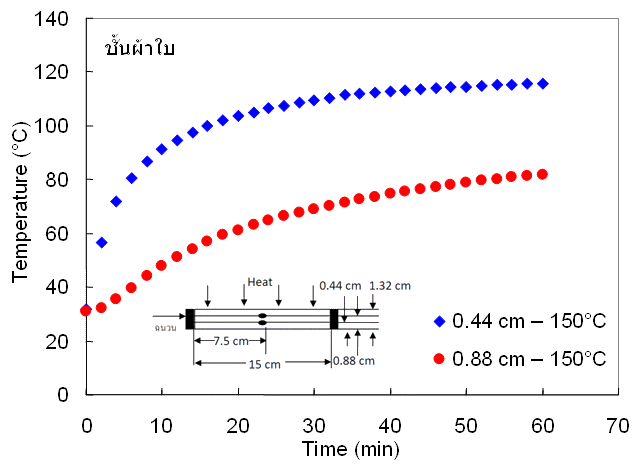 ชั้นผ้าใบ
140
120
100
80
60
40
20
0
Temperature (°C)
Heat
0.44 cm
1.32 cm
ฉนวน
7.5 cm
15 cm
0.88 cm
0.44 cm – 150°C
0.88 cm – 150°C
0 10 20 30 40 50 60 70
Time (min)